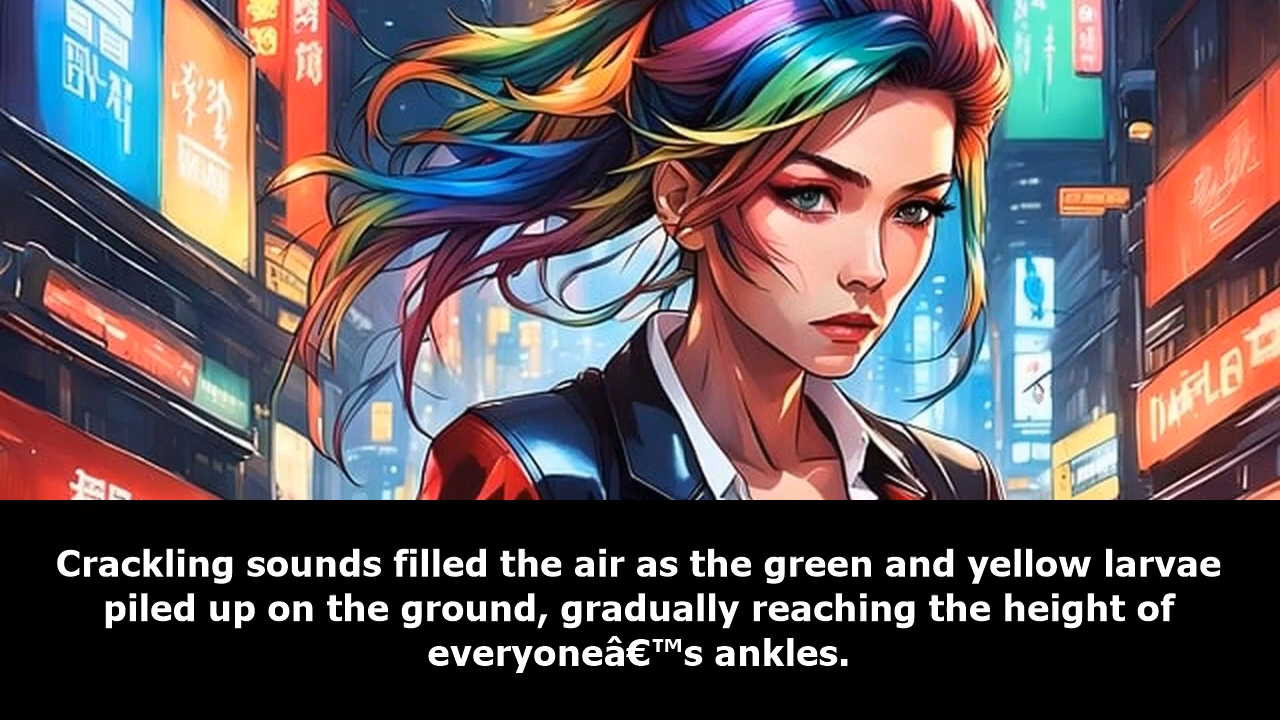 Crackling sounds filled the air as the green and yellow larvae
piled up on the ground, gradually reaching the height of
everyoneâ€™s ankles.